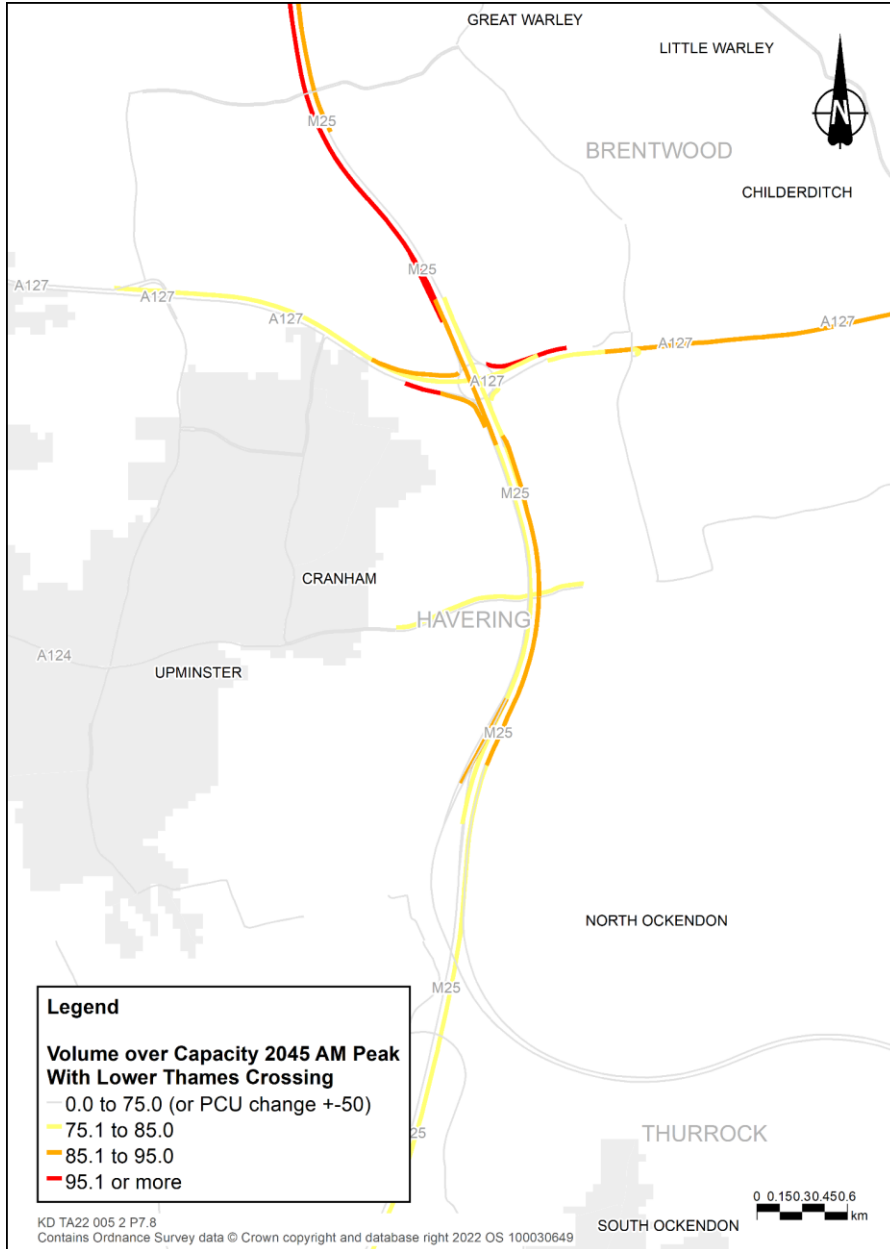 GREAT WARLEY
LITTLE WARLEY
N
M25
BRENTWOOD
CHILDERDITCH
M25
A127
A127
A127
A127
A127
A127
M25
CRANHAM
HAVERING
A124
UPMINSTER
M25
NORTH OCKENDON
M25
Legend
Volume over Capacity 2045 AM Peak
With Lower Thames Crossing
0.0 to 75.0 (or PCU change +-50)
75.1 to 85.0
85.1 to 95.0
95.1 or more
25
THURROCK
0 0.150.30.450.6
km
SOUTH OCKENDON
KD TA22 005 2 P7.8
Contains Ordnance Survey data © Crown copyright and database right 2022 OS 100030649